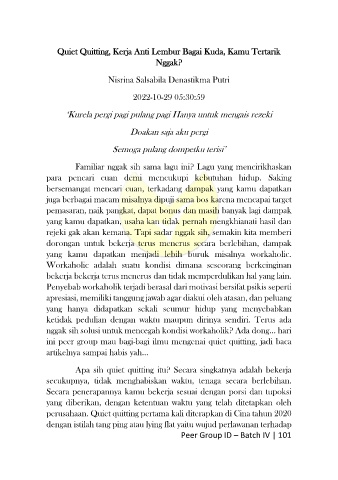 Quiet Quitting, Kerja Anti Lembur Bagai Kuda, Kamu Tertarik
Nggak?
Nisrina Salsabila Denastikma Putri
2022-10-29 05:30:59
"Kurela pergi pagi pulang pagi Hanya untuk mengais rezeki
Doakan saja aku pergi
Semoga pulang dompetku terisi"
Familiar nggak sih sama lagu ini? Lagu yang mencirikhaskan
para pencari cuan demi mencukupi kebutuhan hidup. Saking
bersemangat mencari cuan, terkadang dampak yang kamu dapatkan
juga berbagai macam misalnya dipuji sama bos karena mencapai target
pemasaran, naik pangkat, dapat bonus dan masih banyak lagi dampak
yang kamu dapatkan, usaha kan tidak pernah mengkhianati hasil dan
rejeki gak akan kemana. Tapi sadar nggak sih, semakin kita memberi
dorongan untuk bekerja terus menerus secara berlebihan, dampak
yang kamu dapatkan menjadi lebih buruk misalnya workaholic.
Workaholic adalah suatu kondisi dimana seseorang berkeinginan
bekerja bekerja terus menerus dan tidak memperdulikan hal yang lain.
Penyebab workaholik terjadi berasal dari motivasi bersifat psikis seperti
apresiasi, memiliki tanggung jawab agar diakui oleh atasan, dan peluang
yang hanya didapatkan sekali seumur hidup yang menyebabkan
ketidak pedulian dengan waktu maupun dirinya sendiri. Terus ada
nggak sih solusi untuk mencegah kondisi workaholik? Ada dong... hari
ini peer group mau bagi-bagi ilmu mengenai quiet quitting, jadi baca
artikelnya sampai habis yah...
Apa sih quiet quitting itu? Secara singkatnya adalah bekerja
secukupnya, tidak menghabiskan waktu, tenaga secara berlebihan.
Secara penerapannya kamu bekerja sesuai dengan porsi dan tupoksi
yang diberikan, dengan ketentuan waktu yang telah ditetapkan oleh
perusahaan. Quiet quitting pertama kali diterapkan di Cina tahun 2020
dengan istilah tang ping atau lying flat yaitu wujud perlawanan terhadap
Peer Group ID – Batch IV | 101